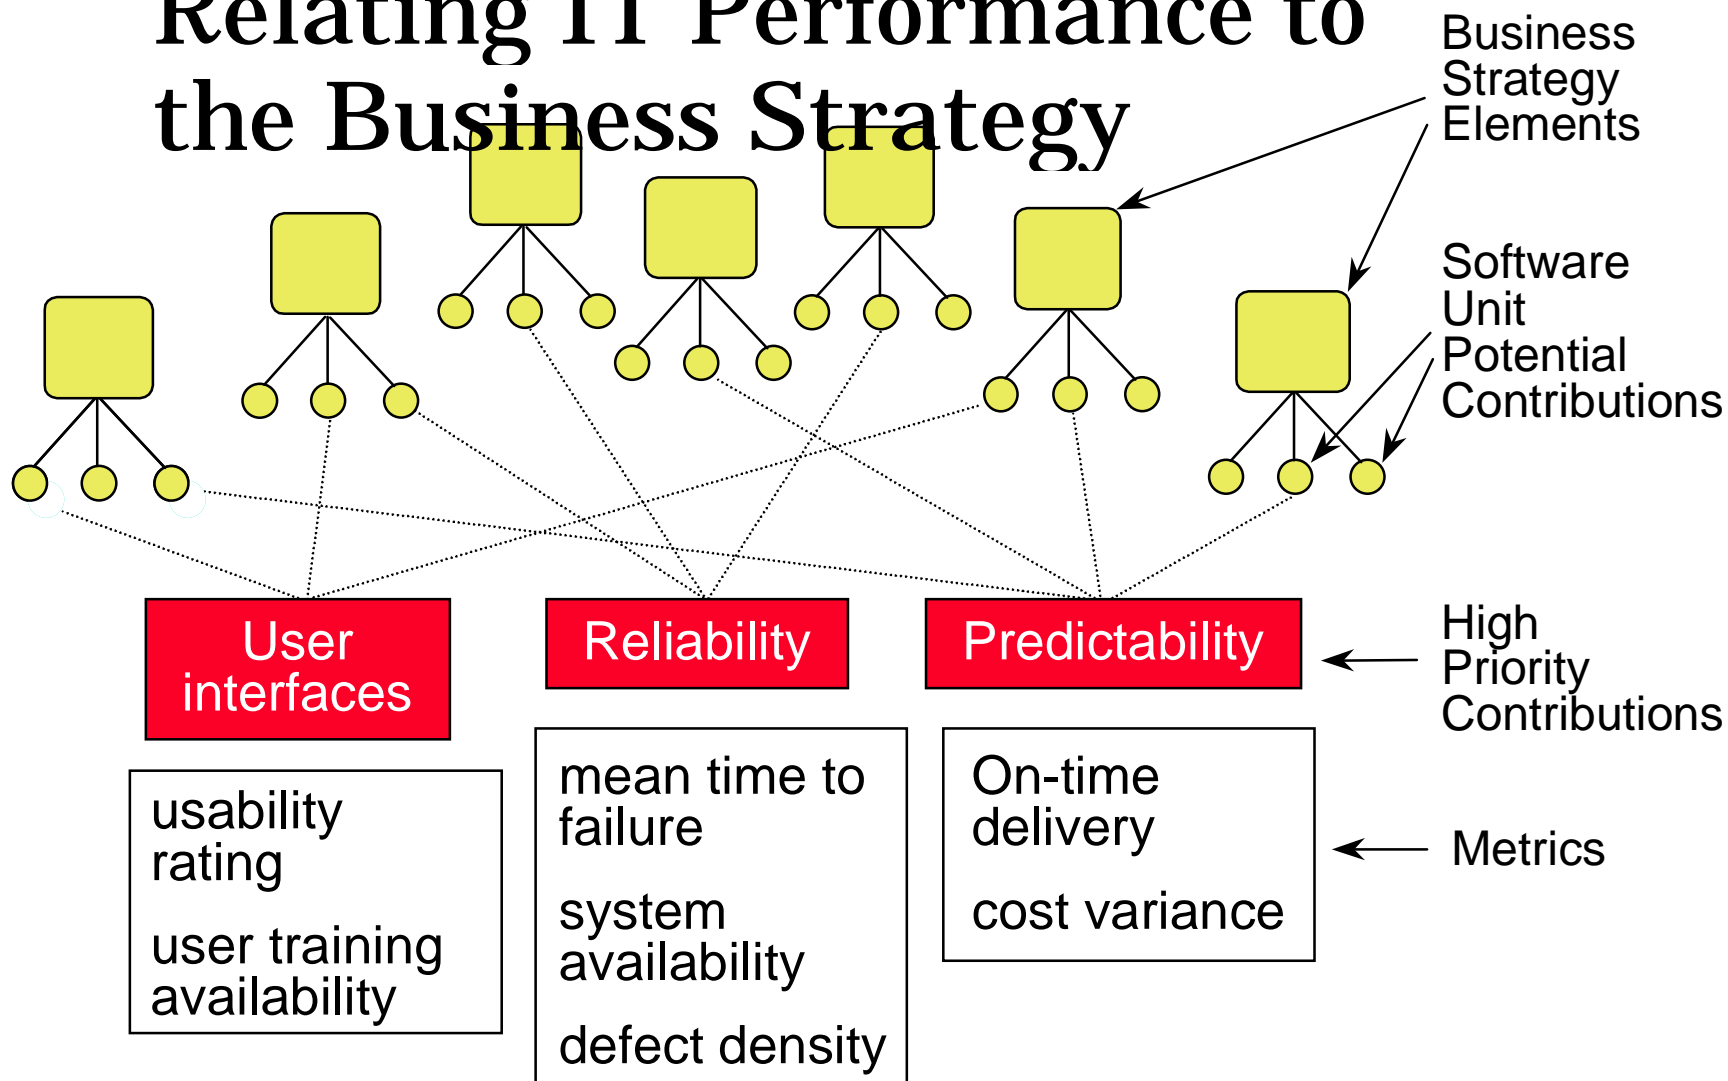 Relating IT Performance to
the Business Strategy
Business
Strategy
Elements
Software
Unit
Potential
Contributions
User
interfaces
Reliability
Predictability
High
Priority
Contributions
usability
rating
user training
availability
mean time to
failure
system
availability
defect density
On-time
delivery
cost variance
Metrics